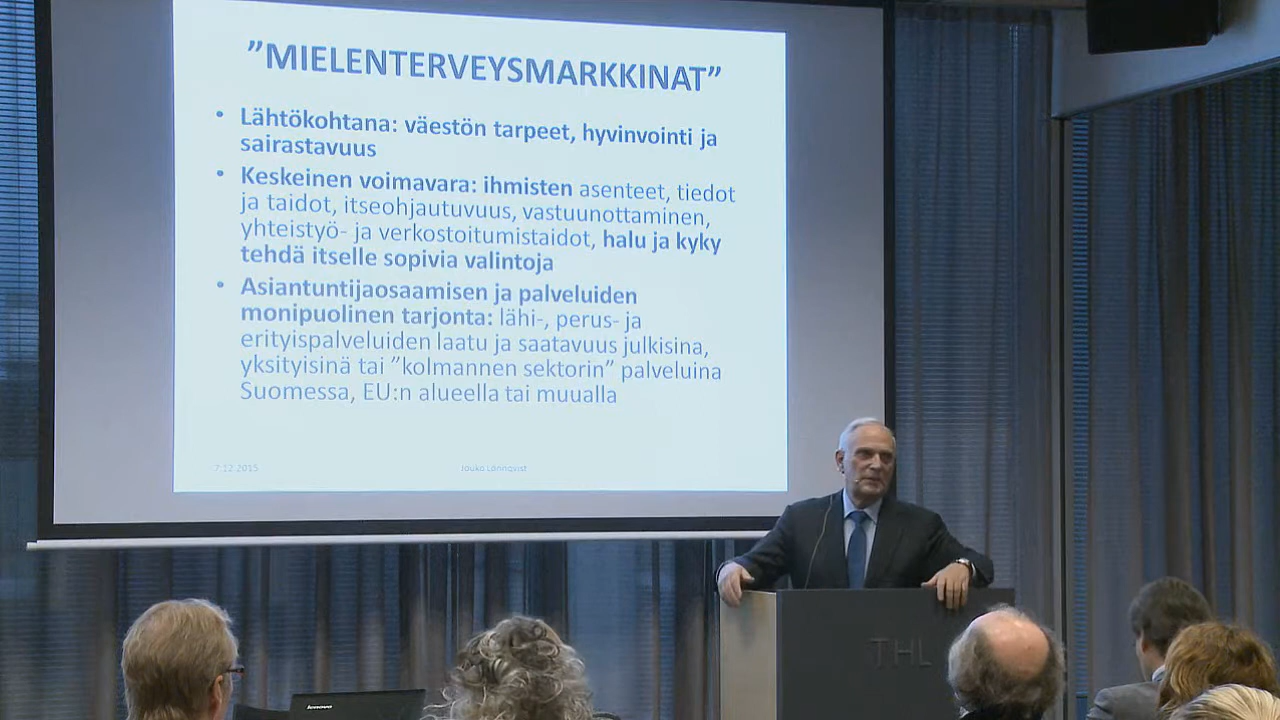 ”MIELENTERVEYSMARKKINAT”
• Lähtökohtana: väestön tarpeet, hyvinvointi ja
sairastavuus
• Keskeinen voimavara: ihmisten asenteet, tiedot
ja taidot, itseohjautuvuus, vastuunottaminen,
yhteistyö- ja verkostoitumistaidot, halu ja kyky
tehdä itselle sopivia valintoja
• Asiantuntijaosaamisen ja palveluiden
monipuolinen tarjonta: lähi-, perus- ja
erityispalveluiden laatu ja saatavuus julkisina,
yksityisinä tai ”kolmannen sektorin” palveluina
Suomessa, EU:n alueella tai muualla
7.12.2015
Jouko Lönnqvist
THL
lenovo